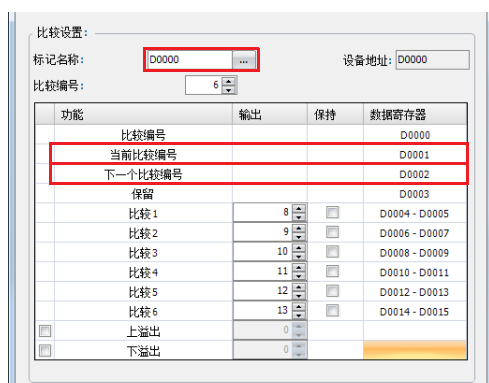 比较设置:
标记名称: D0000 ... 设备地址: D0000
比较编号: 6
功能 输出 保持 数据寄存器
比较编号 D0000
当前比较编号 D0001
下一个比较编号 D0002
保留 D0003
比较1 8 D0004 - D0005
比较2 9 D0006 - D0007
比较3 10 D0008 - D0009
比较4 11 D0010 - D0011
比较5 12 D0012 - D0013
比较6 13 D0014 - D0015
上溢出 0
下溢出 0